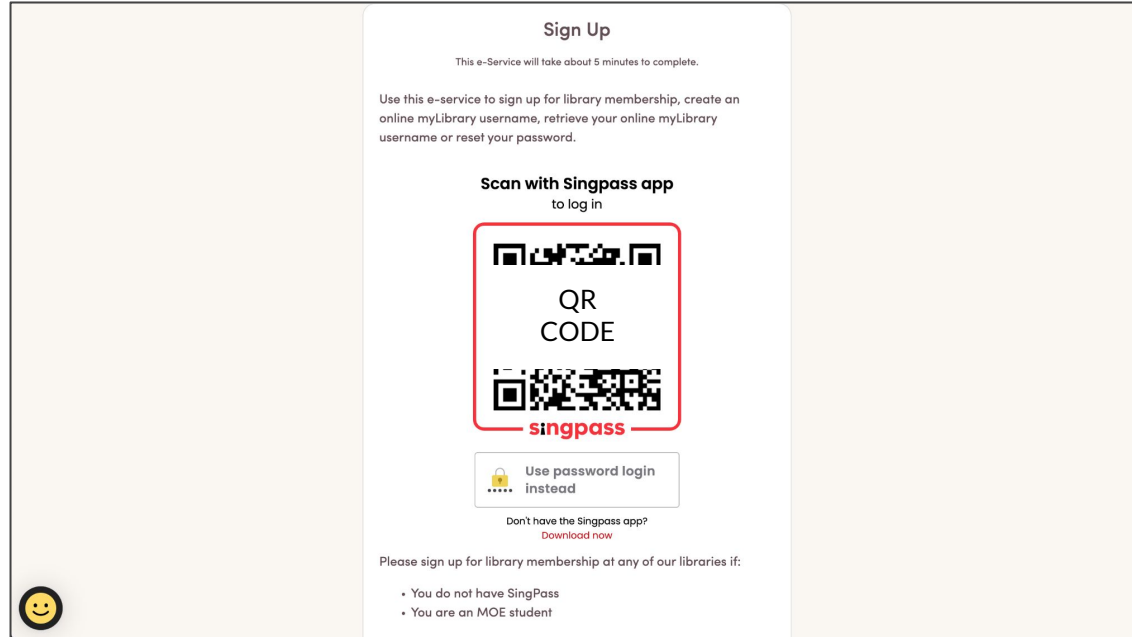 Sign Up
This e-Service will take about 5 minutes to complete.
Use this e-service to sign up for library membership, create an
online myLibrary username, retrieve your online myLibrary
username or reset your password.
Scan with Singpass app
to log in
QR
CODE
singpass
Use password login
instead
Don't have the Singpass app?
Download now
Please sign up for library membership at any of our libraries if:
• You do not have SingPass
• You are an MOE student